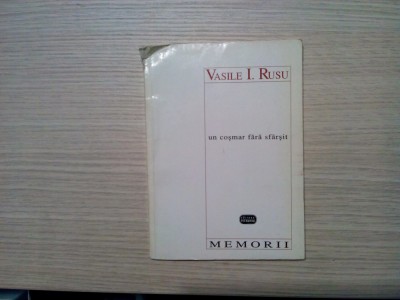 VASILE I. RUSU
un coşmar fără sfârşit
MEMORII